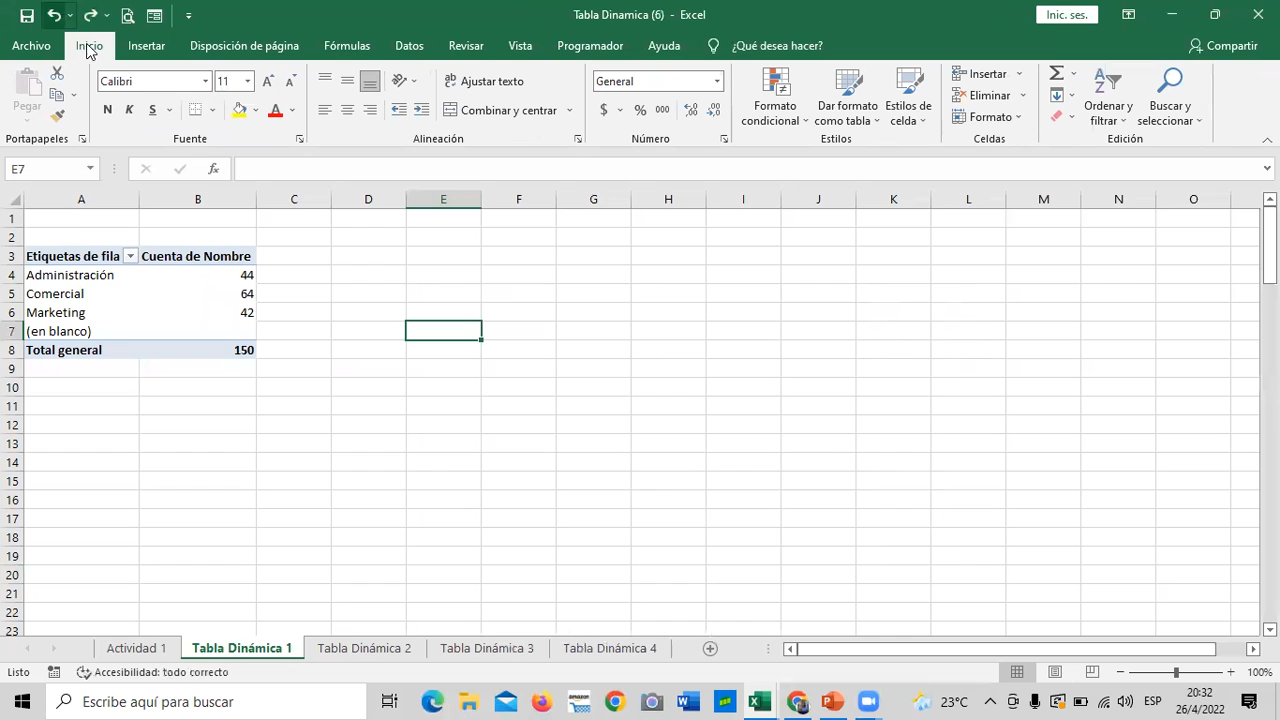 Tabla Dinamica (6) - Excel
Inic. ses.
Archivo Inicio Insertar Disposición de página Fórmulas Datos Revisar Vista Programador Ayuda ¿Qué desea hacer? Compartir
Pegar
Portapapeles
Calibri 11
N K S
Fuente
Ajustar texto
Combinar y centrar
Alineación
General
$ % 000
Número
Formato condicional
Dar formato como tabla
Estilos de celda
Estilos
Insertar
Eliminar
Formato
Celdas
Ordenar y filtrar
Buscar y seleccionar
Edición
E7 fx
A B C D E F G H I J K L M N O
1
2
3 Etiquetas de fila Cuenta de Nombre
4 Administración 44
5 Comercial 64
6 Marketing 42
7 (en blanco)
8 Total general 150
9
10
11
12
13
14
15
16
17
18
19
20
21
22
23
Actividad 1 Tabla Dinámica 1 Tabla Dinámica 2 Tabla Dinámica 3 Tabla Dinámica 4
Listo Accesibilidad: todo correcto 100%
Escribe aquí para buscar 23°C ESP 20:32
26/4/2022